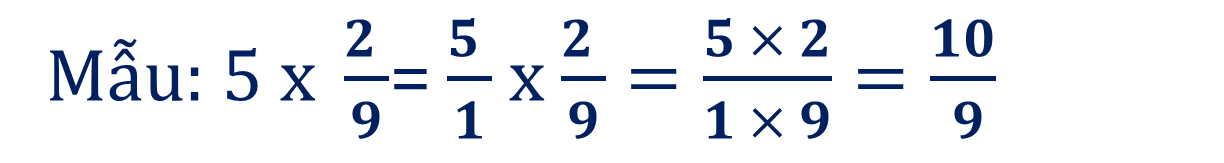 Mẫu: 5 x 2/9 = 5/1 x 2/9 = (5 × 2)/(1 × 9) = 10/9